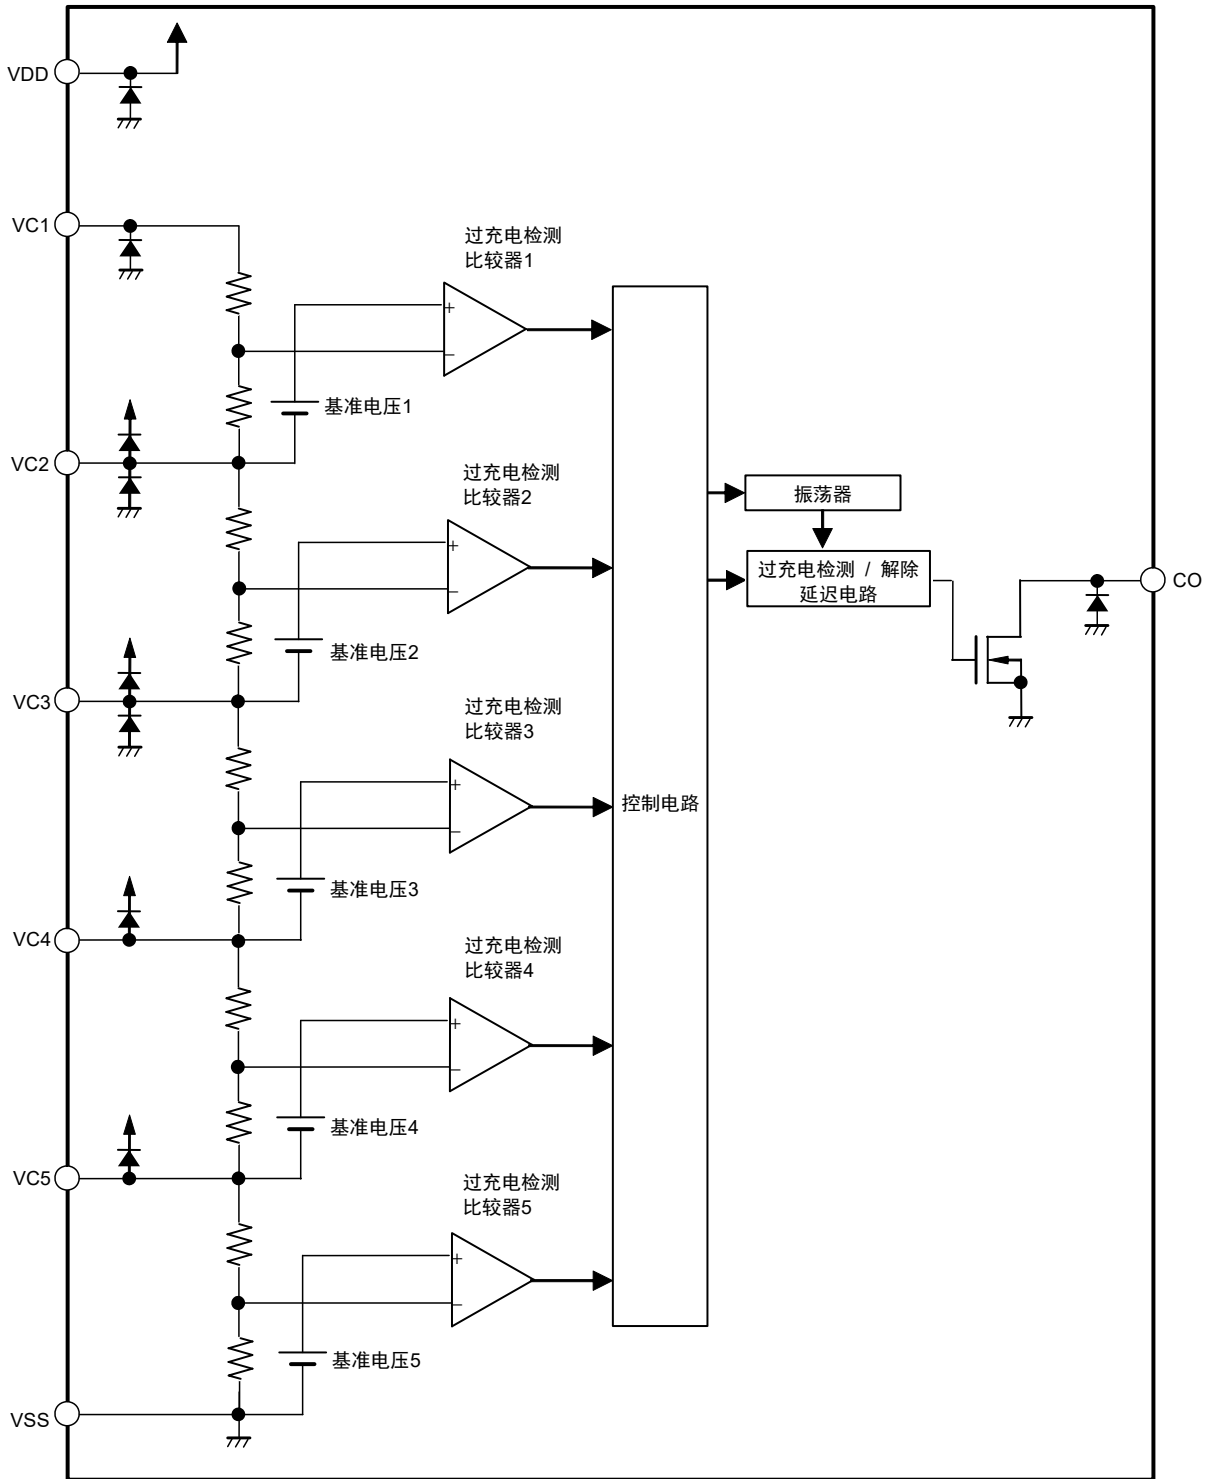 VDD
VC1
过充电检测
比较器1
+
−
基准电压1
VC2
过充电检测
比较器2
+
−
振荡器
过充电检测 / 解除
延迟电路
CO
基准电压2
VC3
过充电检测
比较器3
+
−
控制电路
基准电压3
VC4
过充电检测
比较器4
+
−
基准电压4
VC5
过充电检测
比较器5
+
−
基准电压5
VSS